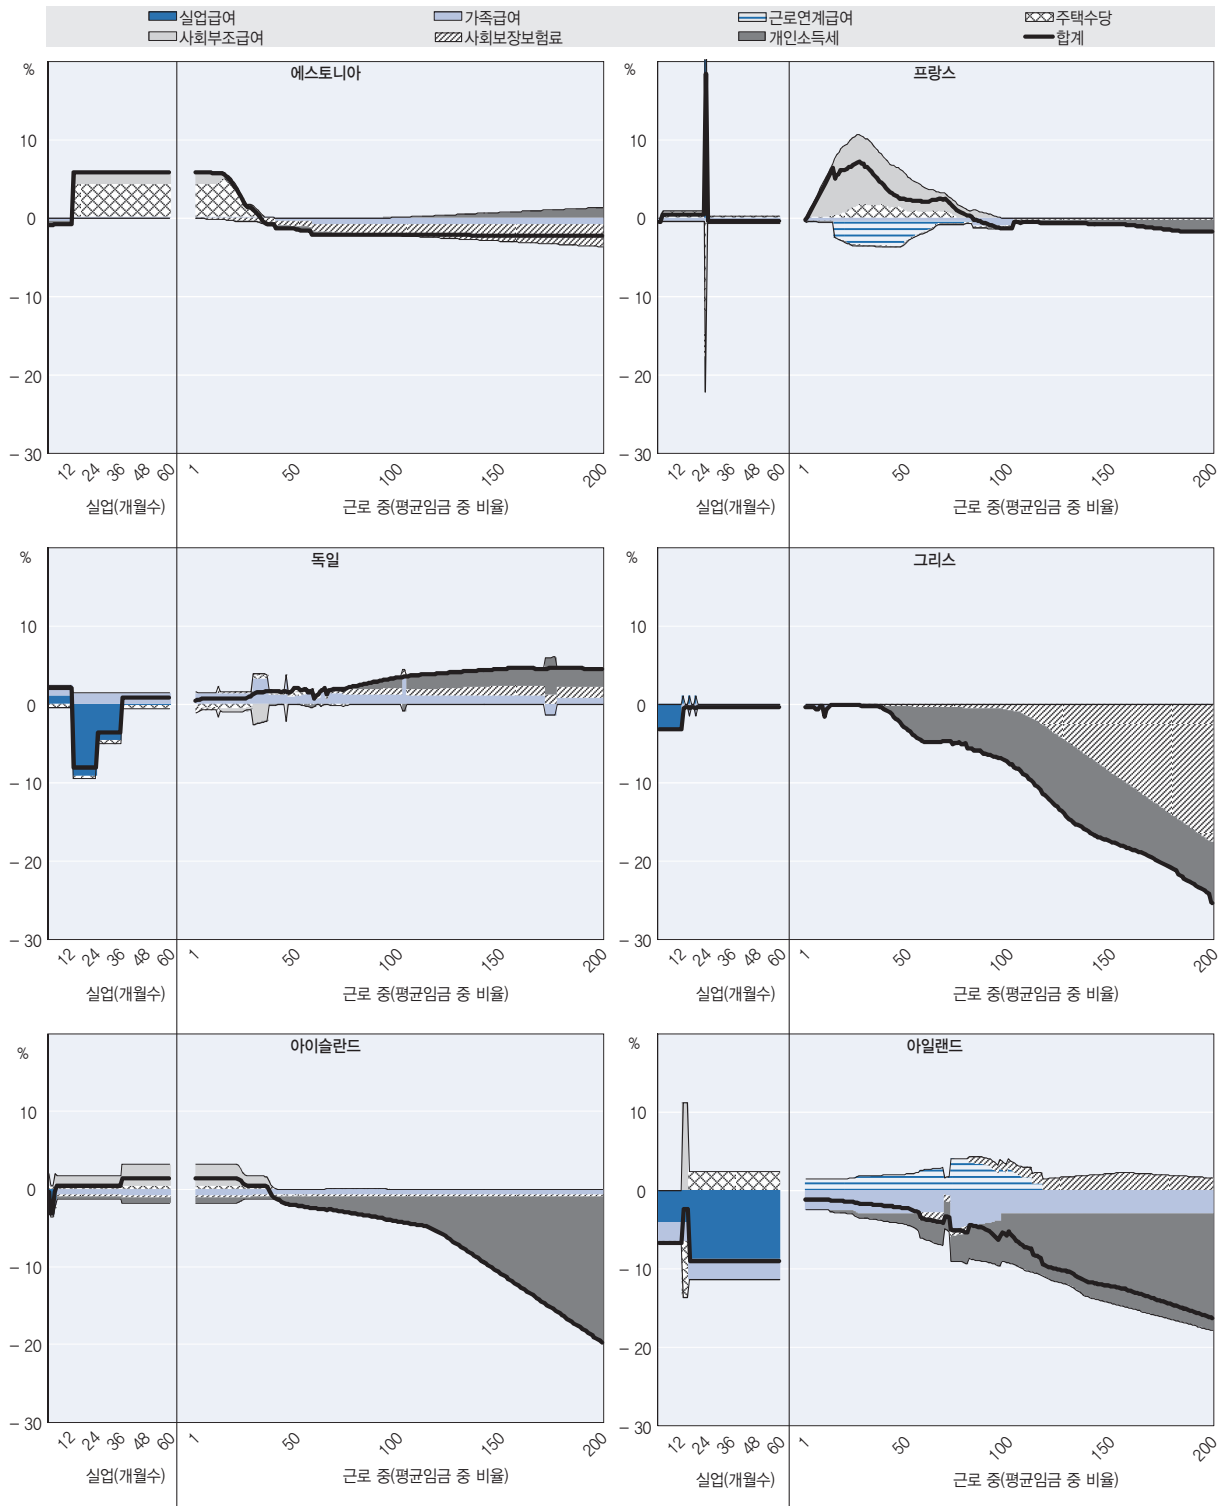 실업급여 가족급여 근로연계급여 주택수당
사회부조급여 사회보장보험료 개인소득세 합계
% 에스토니아
10
0
− 10
− 20
− 30
12 24 36 48 60 1 50 100 150 200
실업(개월수) 근로 중(평균임금 중 비율)
% 프랑스
10
0
− 10
− 20
− 30
12 24 36 48 60 1 50 100 150 200
실업(개월수) 근로 중(평균임금 중 비율)
% 독일
10
0
− 10
− 20
− 30
12 24 36 48 60 1 50 100 150 200
실업(개월수) 근로 중(평균임금 중 비율)
% 그리스
10
0
− 10
− 20
− 30
12 24 36 48 60 1 50 100 150 200
실업(개월수) 근로 중(평균임금 중 비율)
% 아이슬란드
10
0
− 10
− 20
− 30
12 24 36 48 60 1 50 100 150 200
실업(개월수) 근로 중(평균임금 중 비율)
% 아일랜드
10
0
− 10
− 20
− 30
12 24 36 48 60 1 50 100 150 200
실업(개월수) 근로 중(평균임금 중 비율)